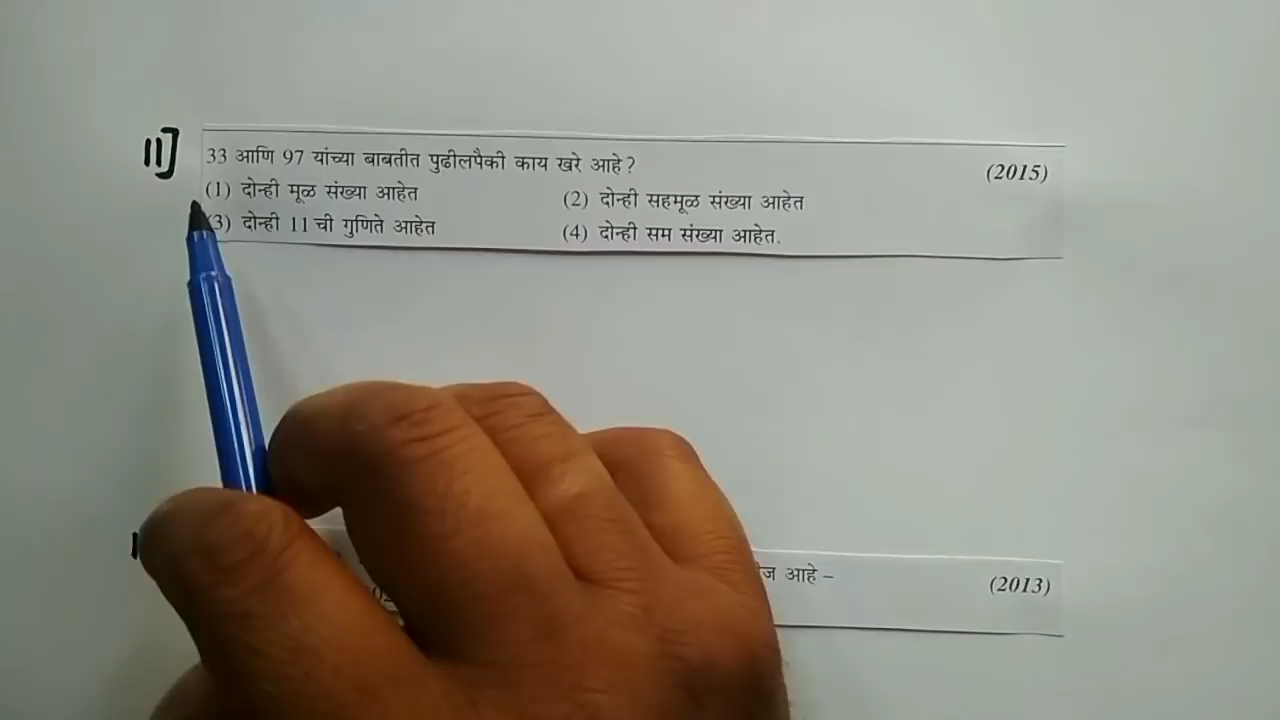 11]
33 आणि 97 यांच्या बाबतीत पुढीलपैकी काय खरे आहे? (2015)
(1) दोन्ही मूळ संख्या आहेत (2) दोन्ही सहमूळ संख्या आहेत
(3) दोन्ही 11 ची गुणिते आहेत (4) दोन्ही सम संख्या आहेत.
आहे – (2013)